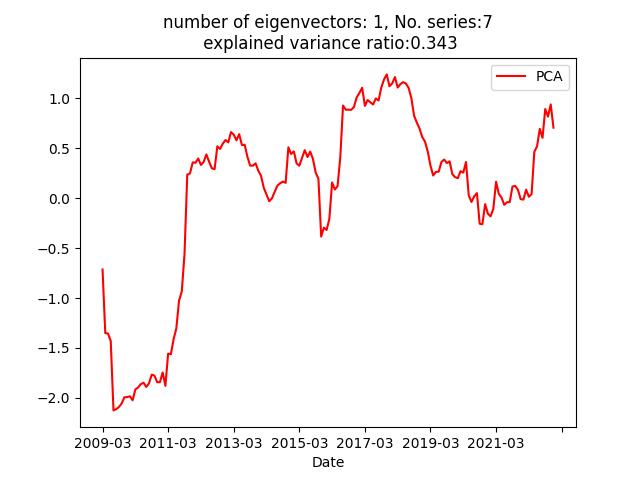 number of eigenvectors: 1, No. series:7
explained variance ratio:0.343
PCA
1.0
0.5
0.0
−0.5
−1.0
−1.5
−2.0
2009-03 2011-03 2013-03 2015-03 2017-03 2019-03 2021-03
Date